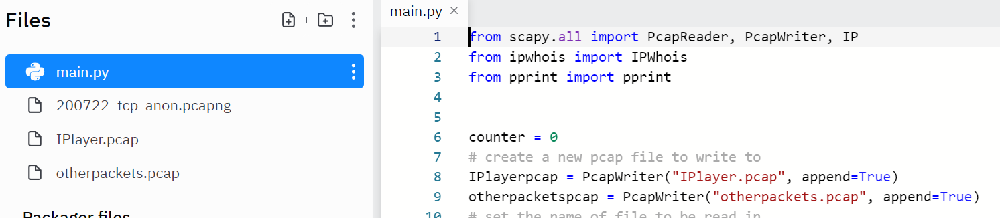 Files
main.py
200722_tcp_anon.pcapng
IPlayer.pcap
otherpackets.pcap
Packager files
main.py ×
1 from scapy.all import PcapReader, PcapWriter, IP
2 from ipwhois import IPWhois
3 from pprint import pprint
4
5
6 counter = 0
7 # create a new pcap file to write to
8 IPlayerpcap = PcapWriter("IPlayer.pcap", append=True)
9 otherpacketspcap = PcapWriter("otherpackets.pcap", append=True)
10 # set the name of file to be read in